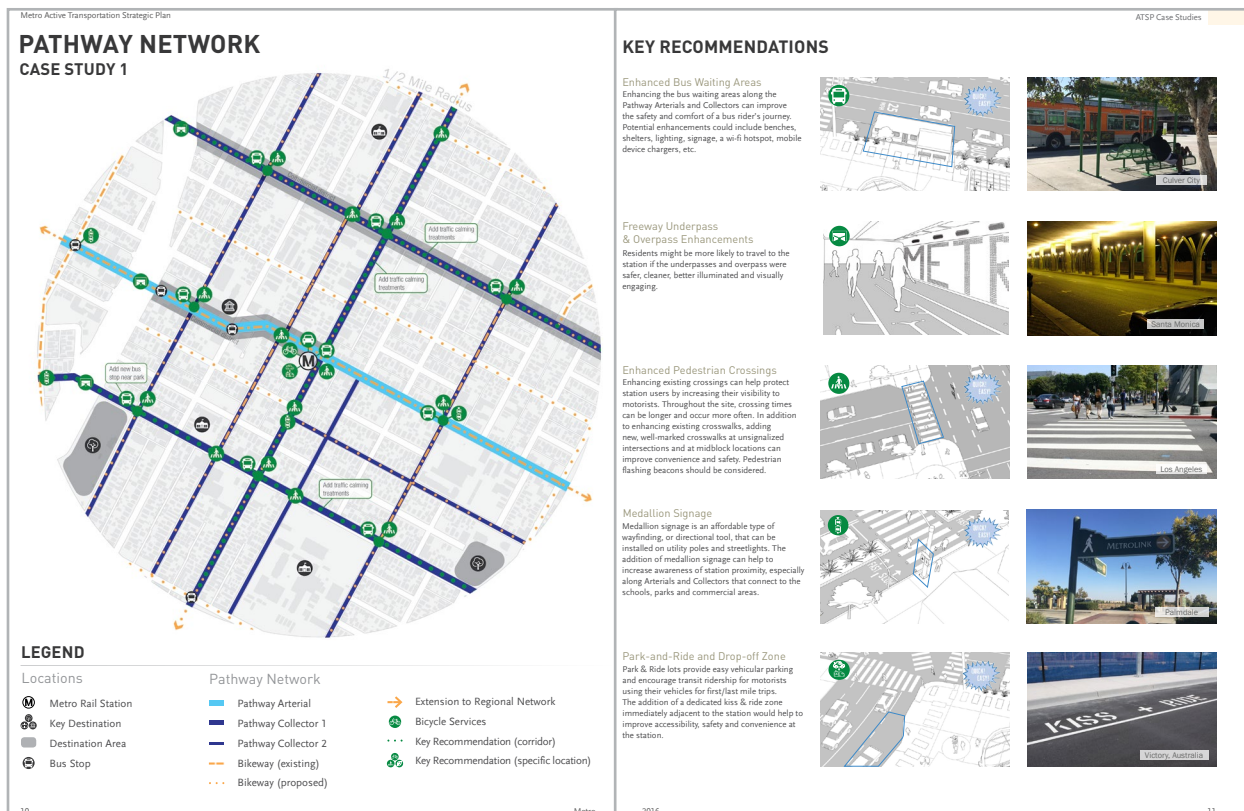 Metro Active Transportation Strategic Plan
PATHWAY NETWORK
CASE STUDY 1
1/2 Mile Radius
Add traffic calming
treatments
Add traffic calming
treatments
Add new bus
stop near park
M
Add traffic calming
treatments
LEGEND
Locations
M Metro Rail Station
Key Destination
Destination Area
Bus Stop
Pathway Network
Pathway Arterial
Pathway Collector 1
Pathway Collector 2
Bikeway (existing)
Bikeway (proposed)
Extension to Regional Network
Bicycle Services
Key Recommendation (corridor)
Key Recommendation (specific location)
10
Metro
ATSP Case Studies
KEY RECOMMENDATIONS
Enhanced Bus Waiting Areas
Enhancing the bus waiting areas along the
Pathway Arterials and Collectors can improve
the safety and comfort of a bus rider's journey.
Potential enhancements could include benches,
shelters, lighting, signage, a wi-fi hotspot, mobile
device chargers, etc.
QUICK!
EASY!
Culver City
Freeway Underpass
& Overpass Enhancements
Residents might be more likely to travel to the
station if the underpasses and overpass were
safer, cleaner, better illuminated and visually
engaging.
METR
Santa Monica
Enhanced Pedestrian Crossings
Enhancing existing crossings can help protect
station users by increasing their visibility to
motorists. Throughout the site, crossing times
can be longer and occur more often. In addition
to enhancing existing crosswalks, adding
new, well-marked crosswalks at unsignalized
intersections and at midblock locations can
improve convenience and safety. Pedestrian
flashing beacons should be considered.
QUICK!
EASY!
Los Angeles
Medallion Signage
Medallion signage is an affordable type of
wayfinding, or directional tool, that can be
installed on utility poles and streetlights. The
addition of medallion signage can help to
increase awareness of station proximity, especially
along Arterials and Collectors that connect to the
schools, parks and commercial areas.
QUICK!
EASY!
METROLINK
Palmdale
Park-and-Ride and Drop-off Zone
Park & Ride lots provide easy vehicular parking
and encourage transit ridership for motorists
using their vehicles for first/last mile trips.
The addition of a dedicated kiss & ride zone
immediately adjacent to the station would help to
improve accessibility, safety and convenience at
the station.
QUICK!
EASY!
KISS + RIDE
Victory, Australia
2016
11